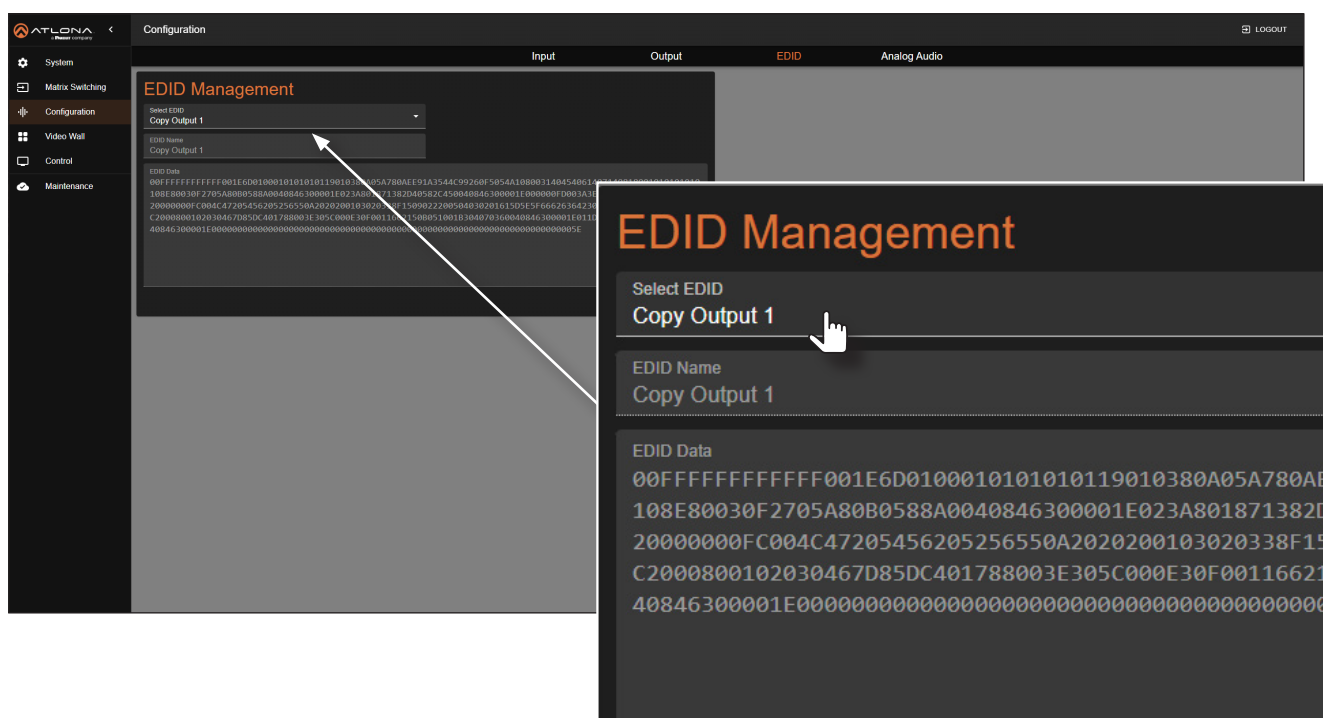 ATLONA
Configuration
LOGOUT
System
Matrix Switching
Configuration
Video Wall
Control
Maintenance
Input Output EDID Analog Audio
EDID Management
Select EDID
Copy Output 1
EDID Name
Copy Output 1
EDID Data
EDID Management
Select EDID
Copy Output 1
EDID Name
Copy Output 1
EDID Data
00FFFFFFFFFFFF001E6D0100010101010119010380A05A780AE
108E80030F2705A80B0588A0040846300001E023A801871382D
20000000FC004C47205456205256550A2020200103020338F15
C2000800102030467D85DC401788003E305C000E30F00116621